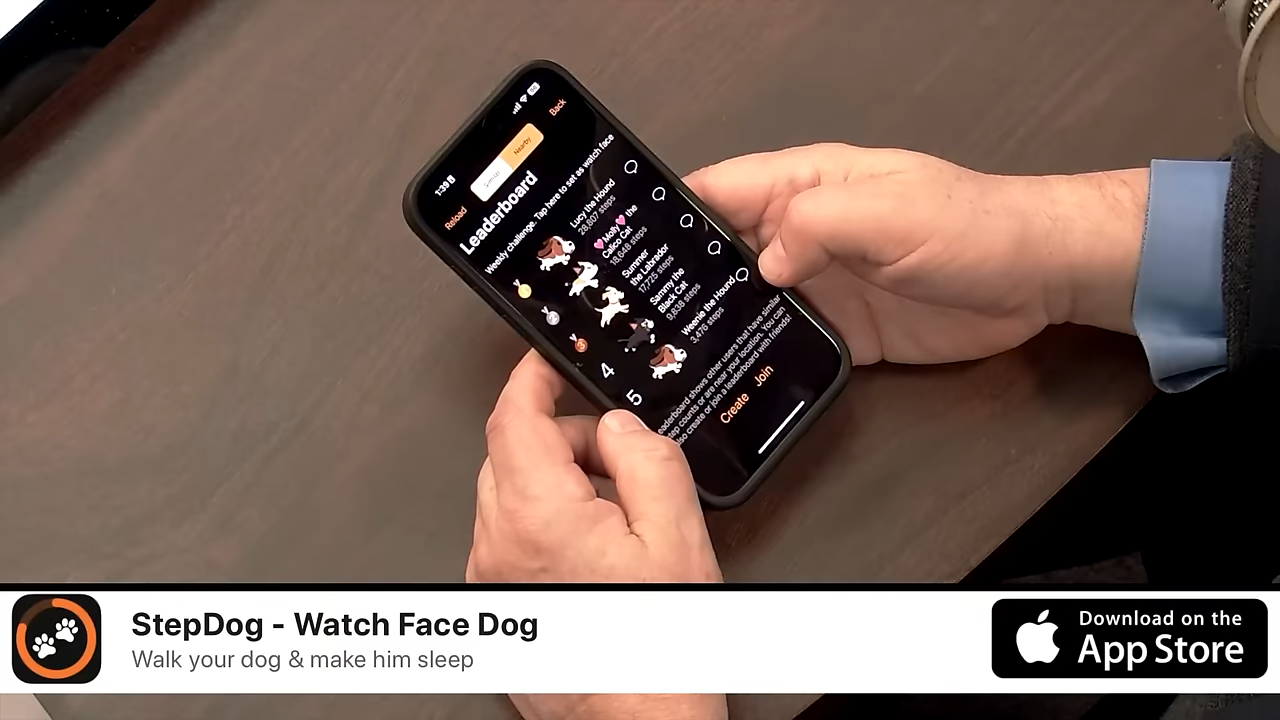 1:39
Back
Reload
Similar
Nearby
Leaderboard
Weekly challenge. Tap here to set as watch face
Lucy the Hound
28,807 steps
💗Molly💗 the
Calico Cat
18,648 steps
Summer
the Labrador
17,725 steps
Sammy the
Black Cat
4
9,838 steps
Weenie the Hound
5
3,476 steps
eaderboard shows other users that have similar
tep counts or are near your location. You can
lso create or join a leaderboard with friends!
Create
Join
StepDog - Watch Face Dog
Walk your dog & make him sleep
Download on the
App Store